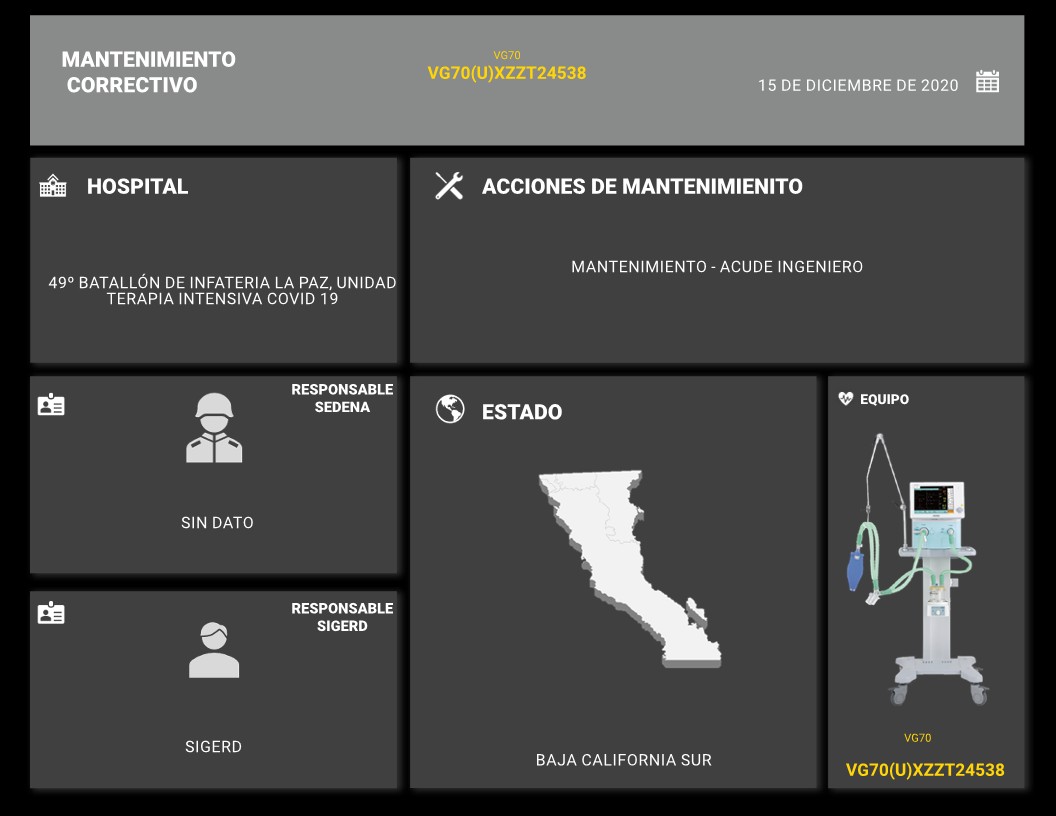 MANTENIMIENTO
CORRECTIVO
VG70
VG70(U)XZZT24538
15 DE DICIEMBRE DE 2020
HOSPITAL
49º BATALLÓN DE INFATERIA LA PAZ, UNIDAD
TERAPIA INTENSIVA COVID 19
ACCIONES DE MANTENIMIENITO
MANTENIMIENTO - ACUDE INGENIERO
RESPONSABLE
SEDENA
SIN DATO
RESPONSABLE
SIGERD
SIGERD
ESTADO
BAJA CALIFORNIA SUR
EQUIPO
VG70
VG70(U)XZZT24538